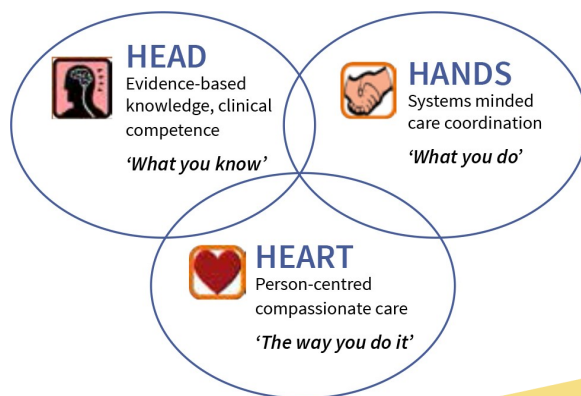 HEAD
Evidence-based
knowledge, clinical
competence
‘What you know’
HANDS
Systems minded
care coordination
‘What you do’
HEART
Person-centred
compassionate care
‘The way you do it’